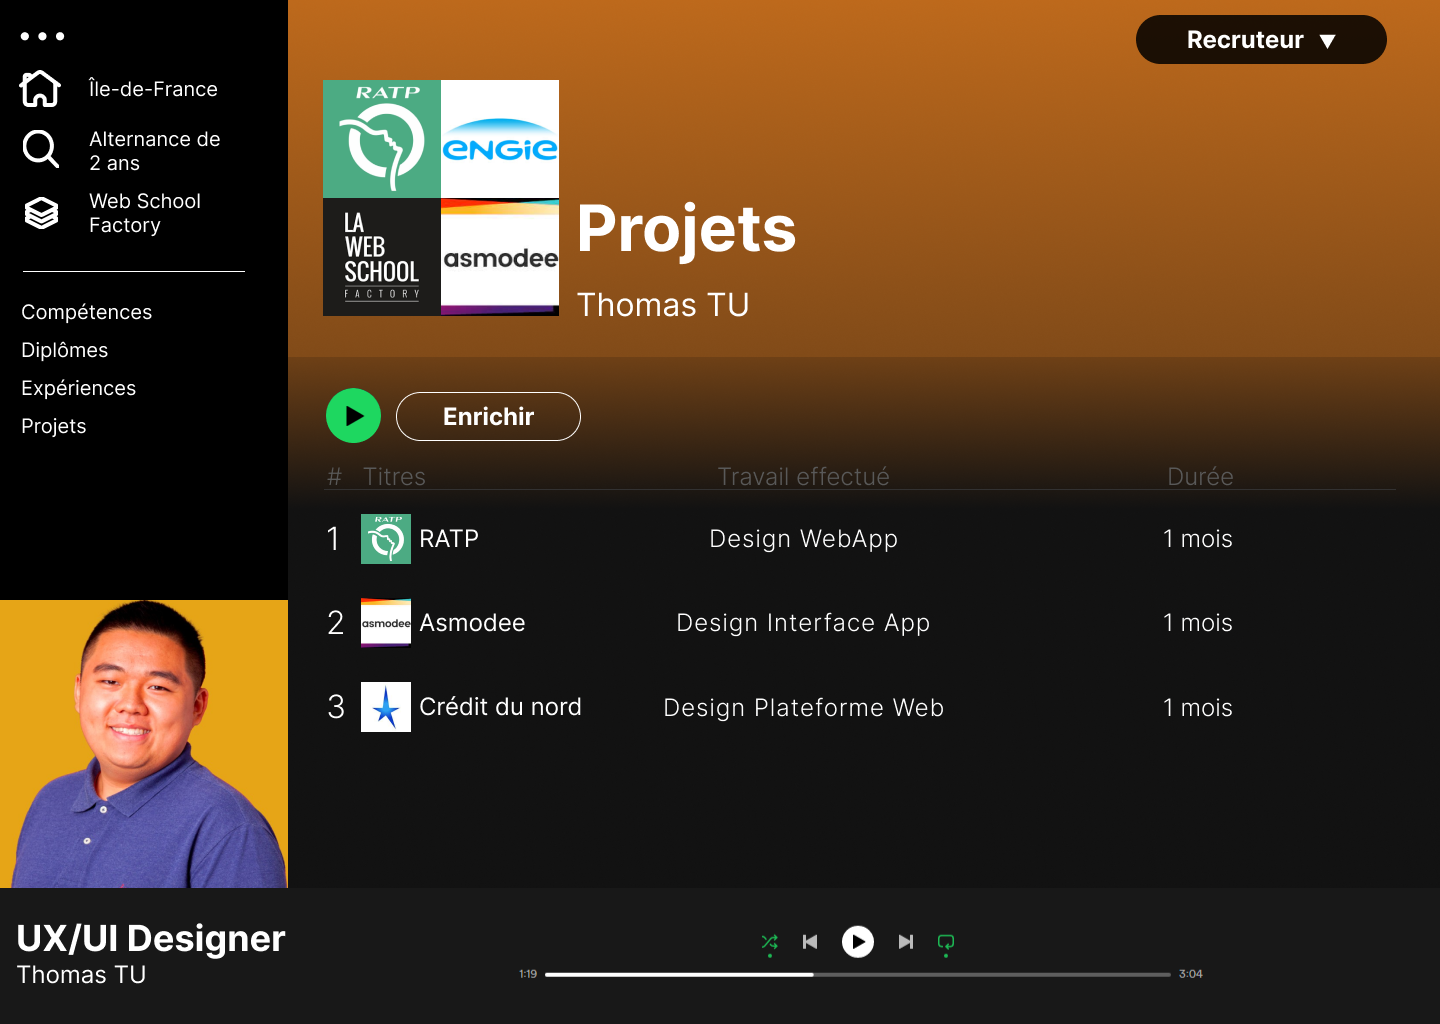 Recruteur ▼
Île-de-France
Alternance de
2 ans
Web School
Factory
Compétences
Diplômes
Expériences
Projets
RATP
ENGIE
LA
WEB
SCHOOL
FACTORY
asmodee
Projets
Thomas TU
Enrichir
# Titres Travail effectué Durée
1 RATP RATP Design WebApp 1 mois
2 asmodee Asmodee Design Interface App 1 mois
3 Crédit du nord Design Plateforme Web 1 mois
UX/UI Designer
Thomas TU
1:19 3:04